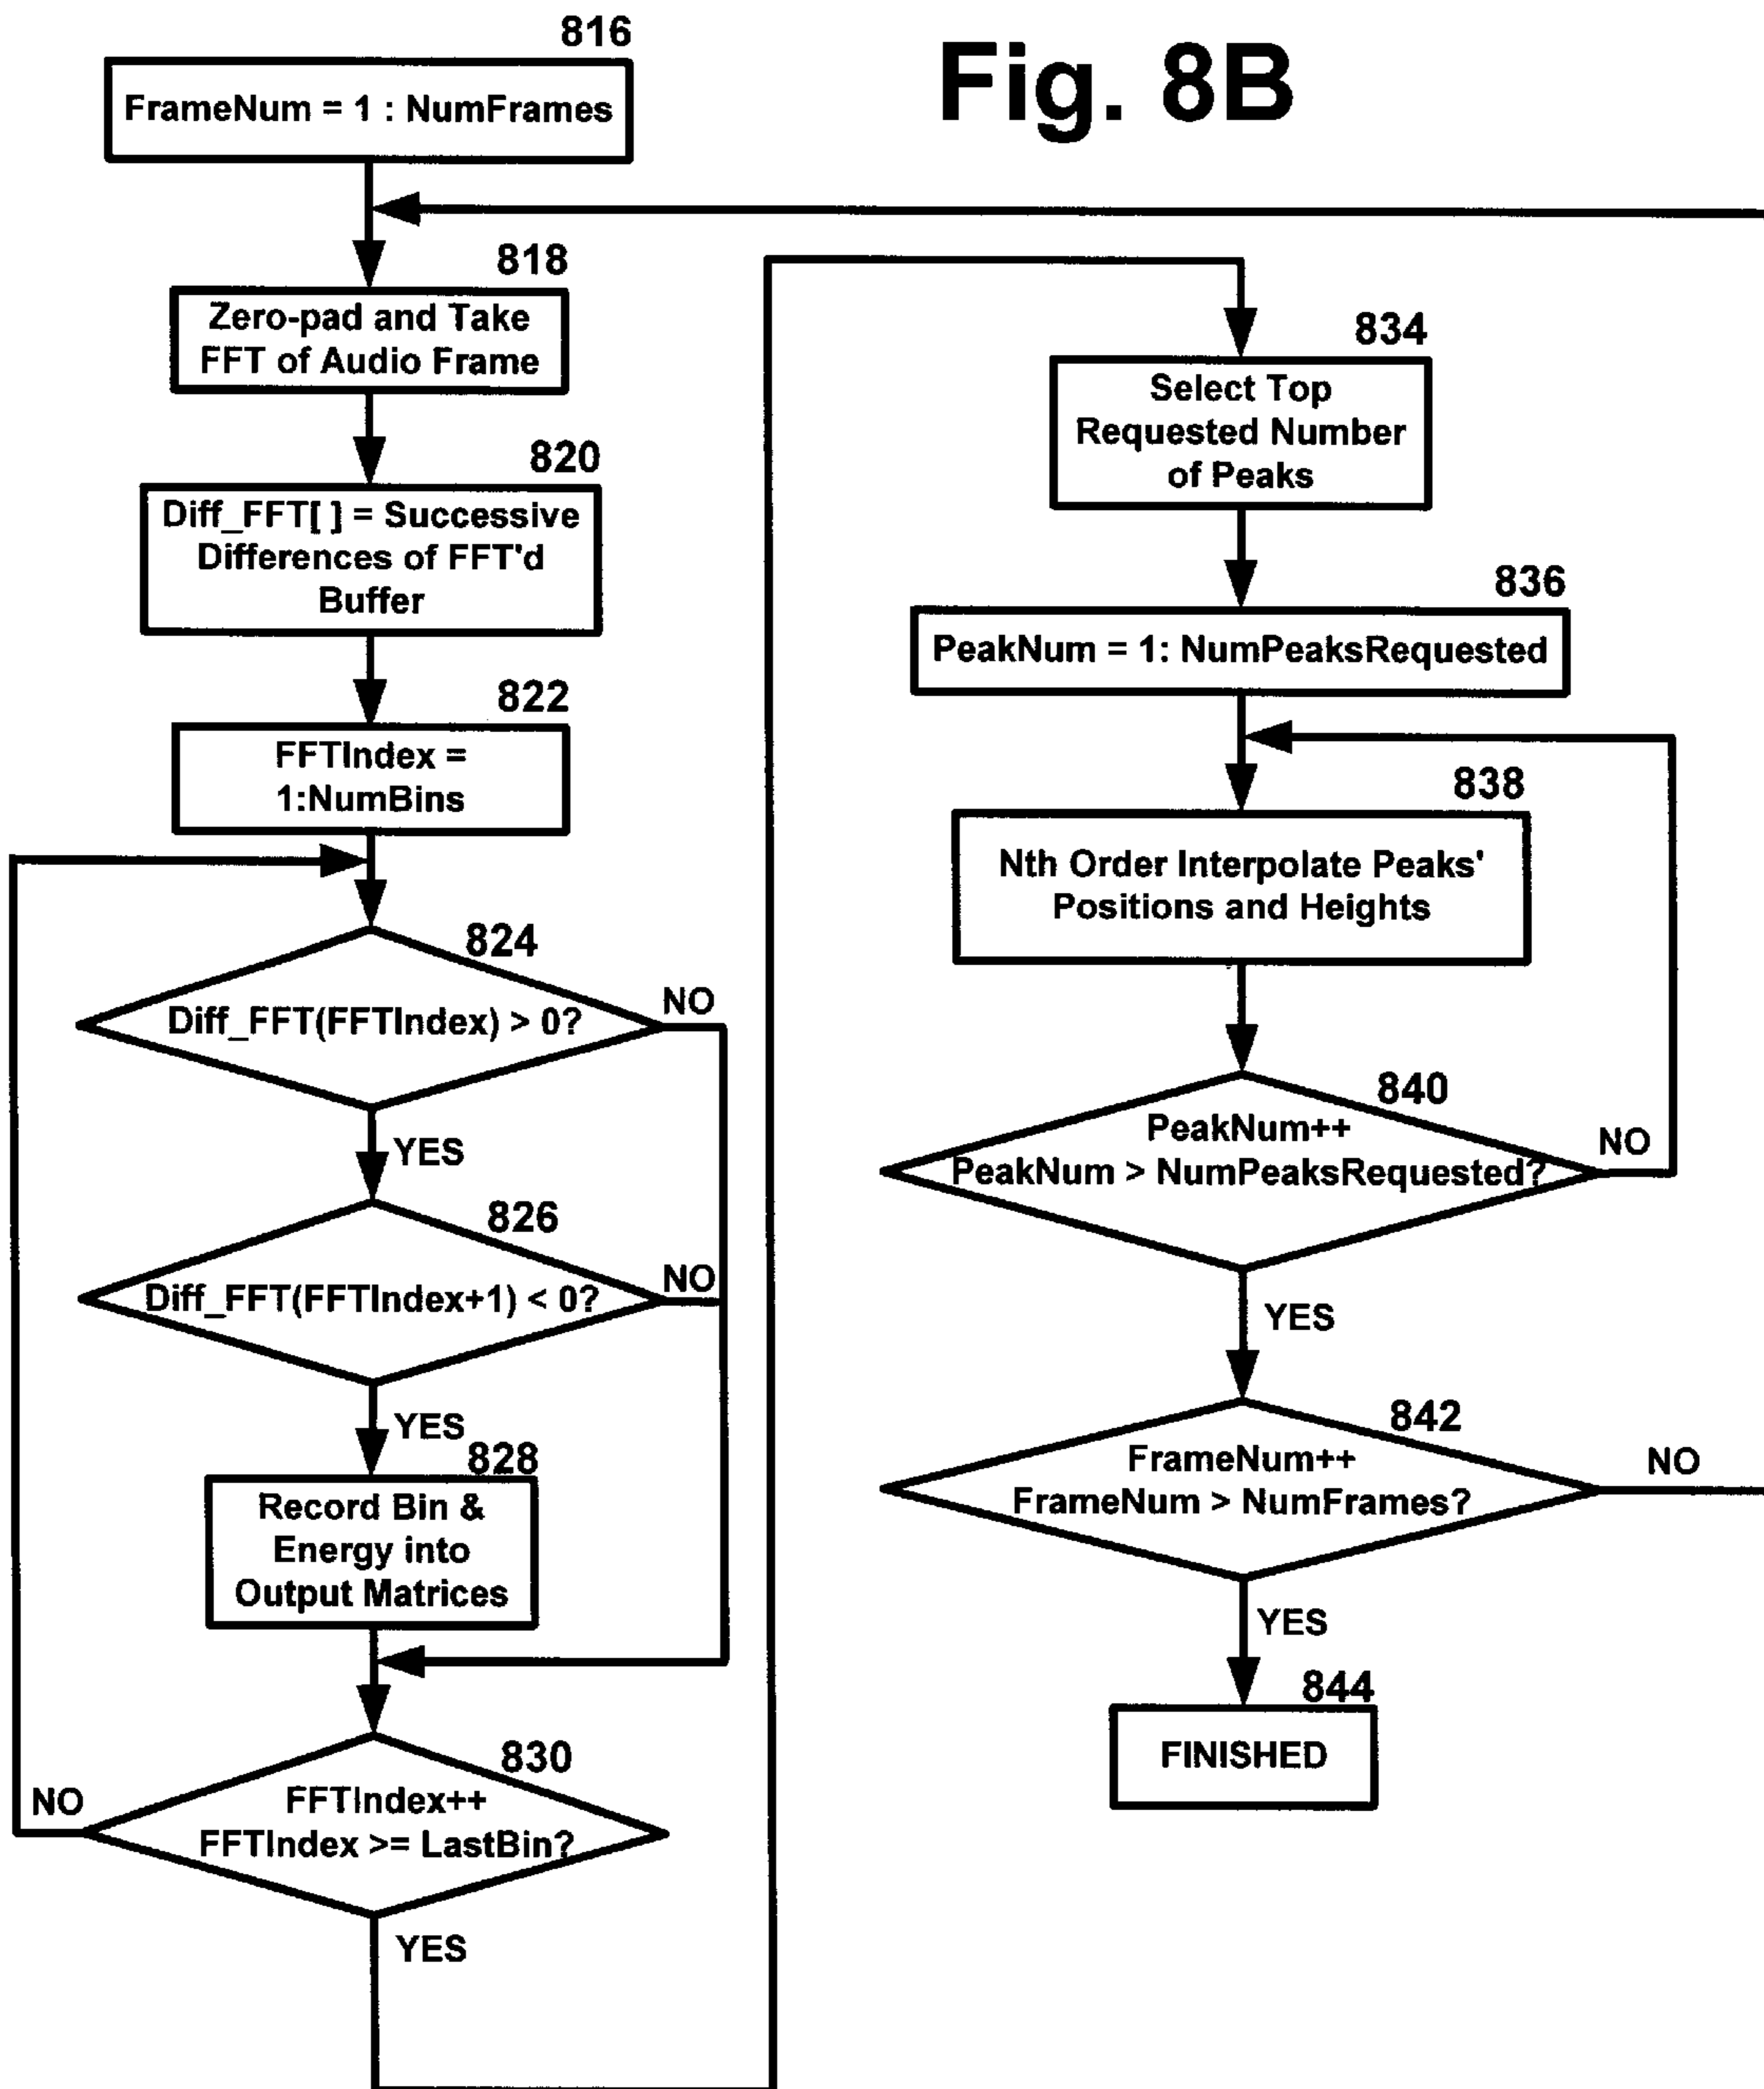 Fig. 8B
816
FrameNum = 1 : NumFrames
818
Zero-pad and Take
FFT of Audio Frame
820
Diff_FFT[ ] = Successive
Differences of FFT'd
Buffer
822
FFTIndex =
1:NumBins
824
Diff_FFT(FFTIndex) > 0?
NO
YES
826
Diff_FFT(FFTIndex+1) < 0?
NO
YES
828
Record Bin &
Energy into
Output Matrices
830
FFTIndex++
FFTIndex >= LastBin?
NO
YES
834
Select Top
Requested Number
of Peaks
836
PeakNum = 1: NumPeaksRequested
838
Nth Order Interpolate Peaks'
Positions and Heights
840
PeakNum++
PeakNum > NumPeaksRequested?
NO
YES
842
FrameNum++
FrameNum > NumFrames?
NO
YES
844
FINISHED